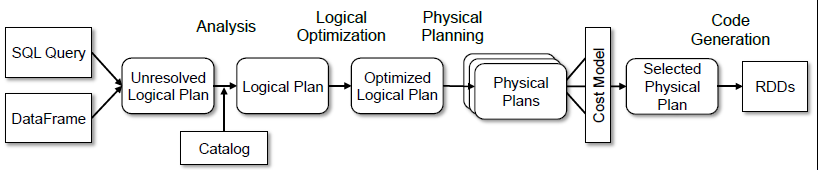 Analysis
Logical
Optimization
Physical
Planning
Code
Generation
SQL Query
DataFrame
Unresolved
Logical Plan
Catalog
Logical Plan
Optimized
Logical Plan
Physical
Plans
Cost Model
Selected
Physical
Plan
RDDs